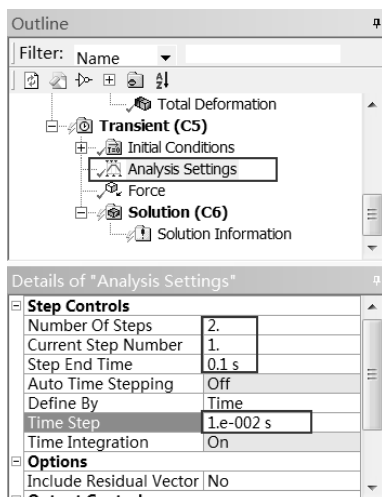 Outline
Filter: Name
Total Deformation
Transient (C5)
Initial Conditions
Analysis Settings
Force
Solution (C6)
Solution Information
Details of "Analysis Settings"
Step Controls
Number Of Steps 2.
Current Step Number 1.
Step End Time 0.1 s
Auto Time Stepping Off
Define By Time
Time Step 1.e-002 s
Time Integration On
Options
Include Residual Vector No